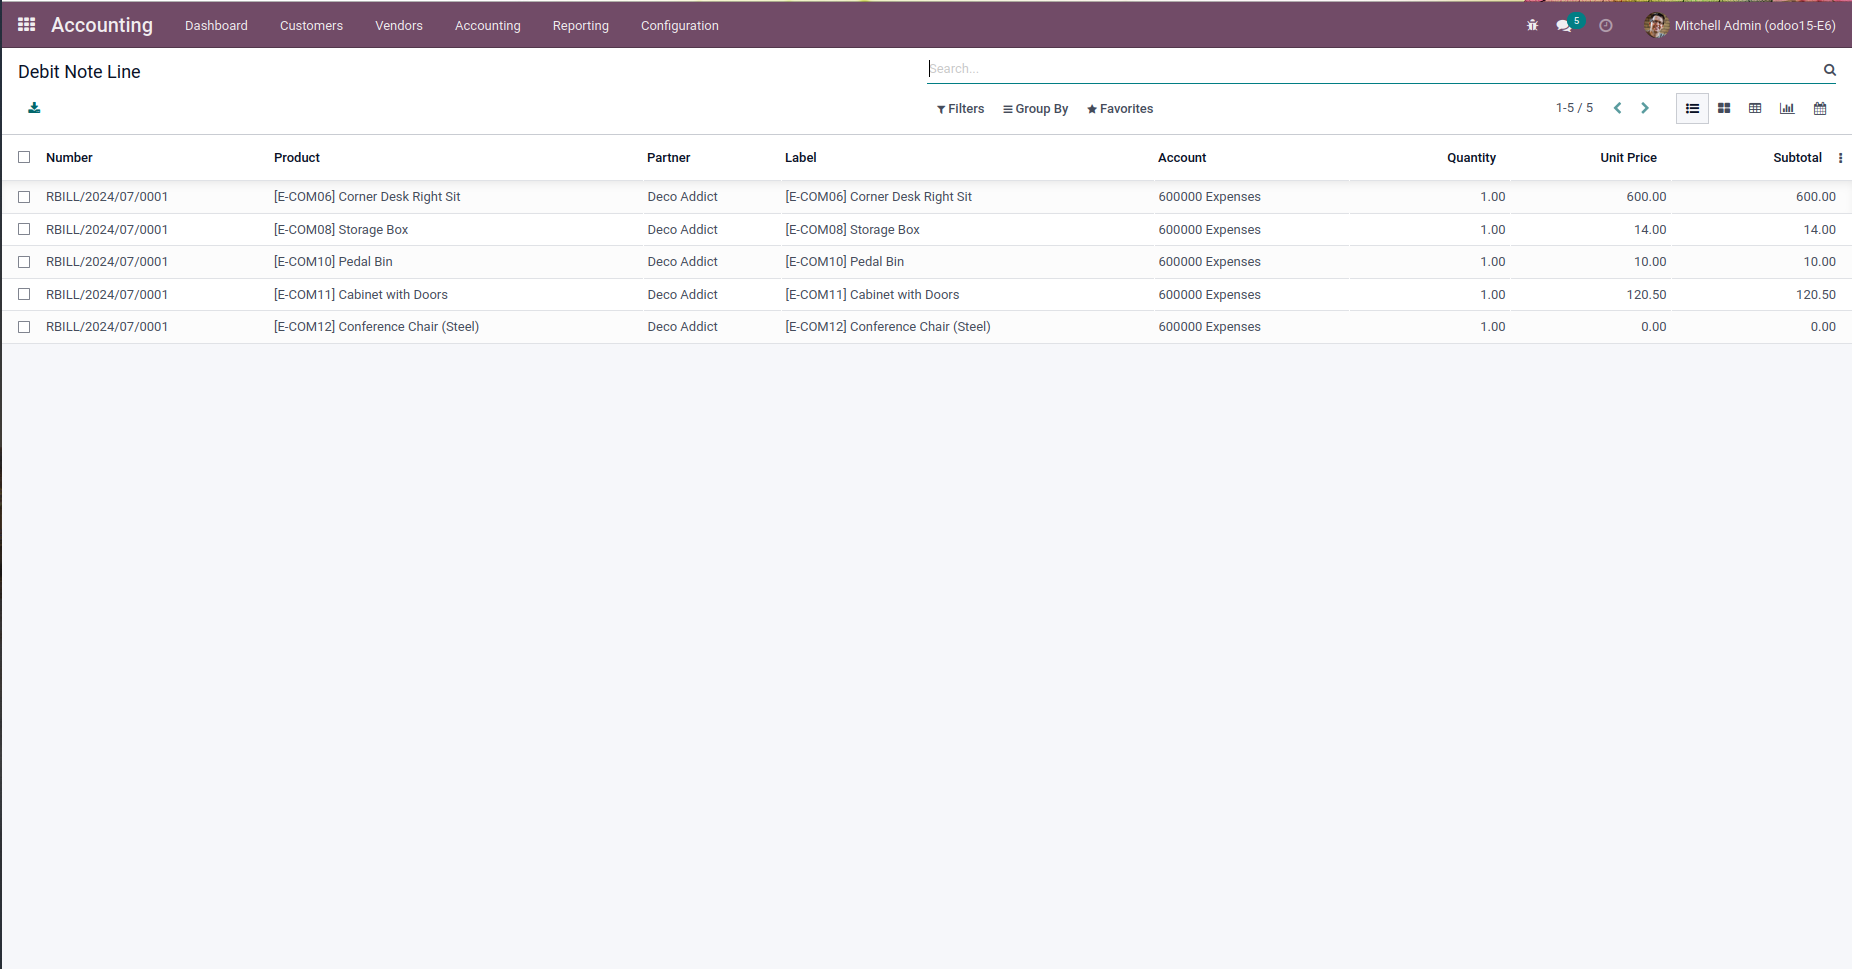 Accounting Dashboard Customers Vendors Accounting Reporting Configuration 5 Mitchell Admin (odoo15-E6)
Debit Note Line Search...
Filters Group By Favorites 1-5 / 5
Number Product Partner Label Account Quantity Unit Price Subtotal
RBILL/2024/07/0001 [E-COM06] Corner Desk Right Sit Deco Addict [E-COM06] Corner Desk Right Sit 600000 Expenses 1.00 600.00 600.00
RBILL/2024/07/0001 [E-COM08] Storage Box Deco Addict [E-COM08] Storage Box 600000 Expenses 1.00 14.00 14.00
RBILL/2024/07/0001 [E-COM10] Pedal Bin Deco Addict [E-COM10] Pedal Bin 600000 Expenses 1.00 10.00 10.00
RBILL/2024/07/0001 [E-COM11] Cabinet with Doors Deco Addict [E-COM11] Cabinet with Doors 600000 Expenses 1.00 120.50 120.50
RBILL/2024/07/0001 [E-COM12] Conference Chair (Steel) Deco Addict [E-COM12] Conference Chair (Steel) 600000 Expenses 1.00 0.00 0.00